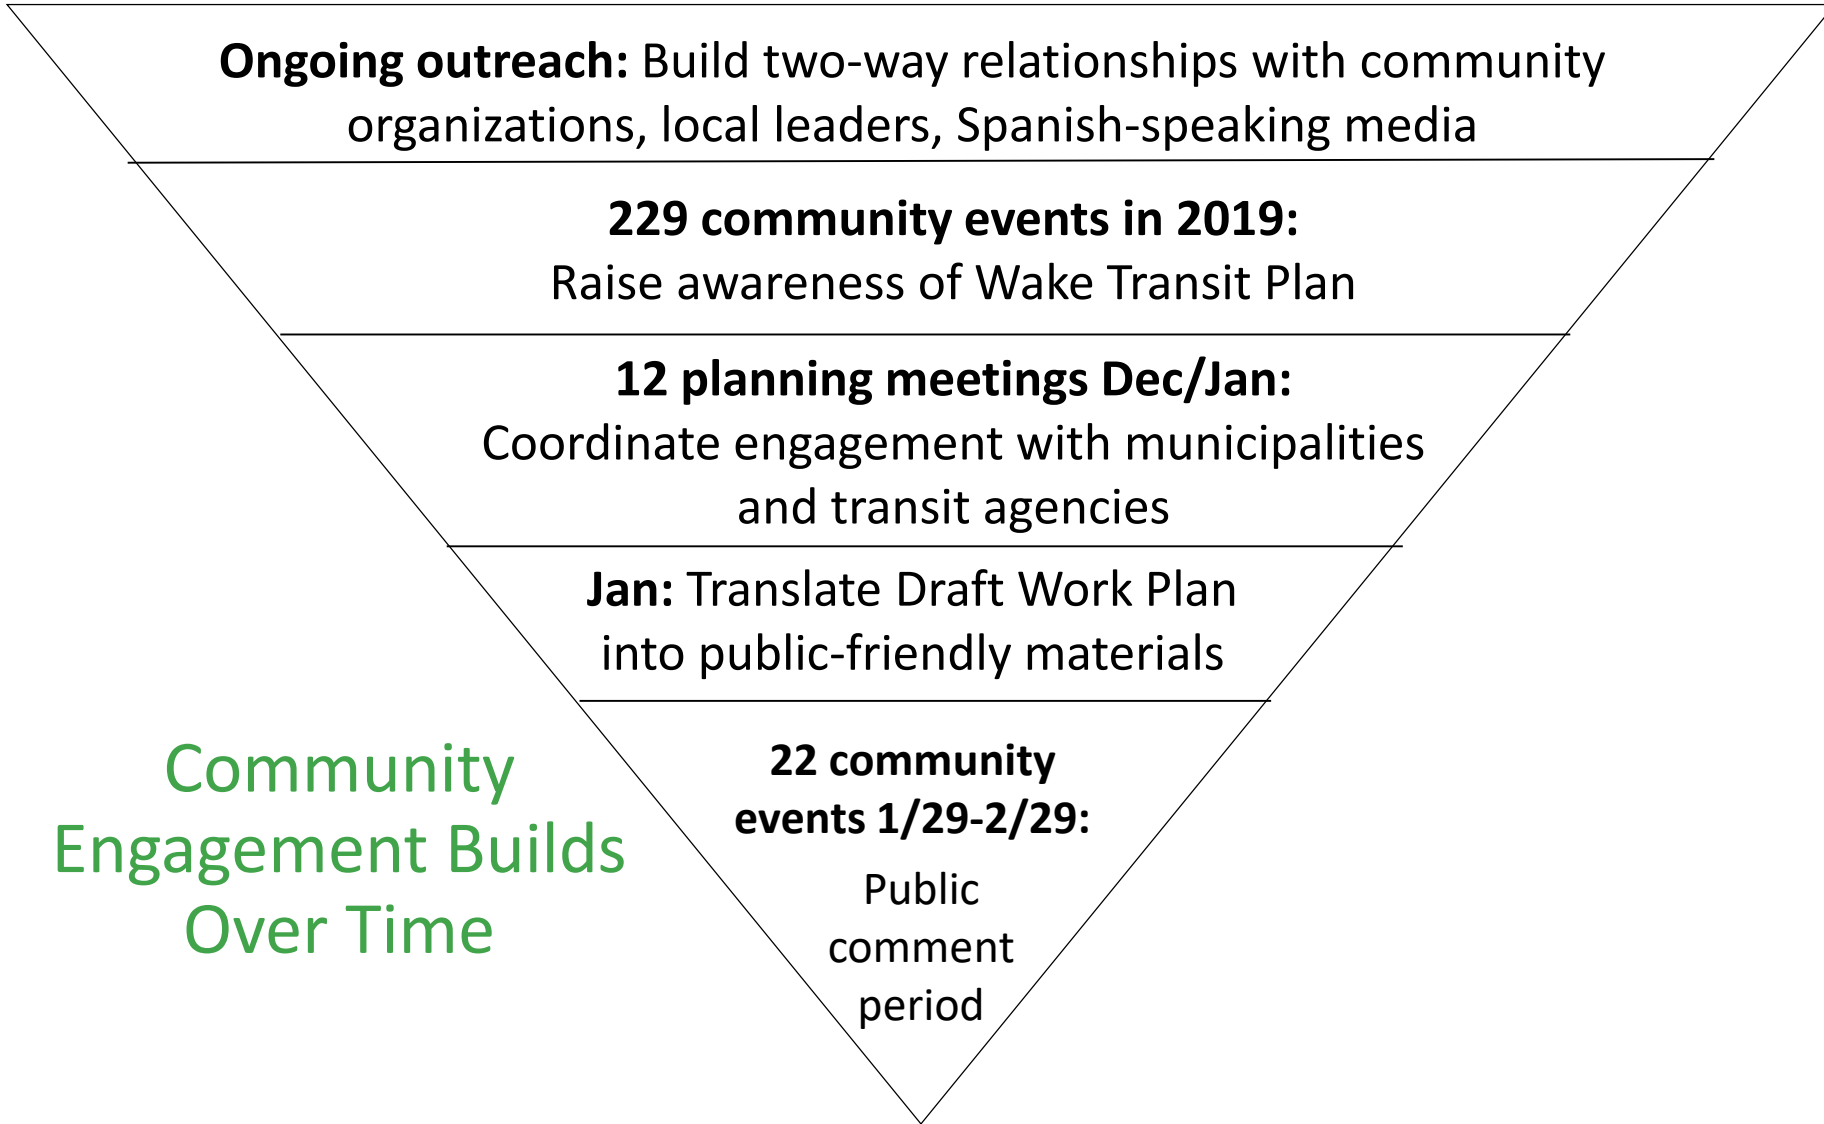 Ongoing outreach: Build two-way relationships with community
organizations, local leaders, Spanish-speaking media
229 community events in 2019:
Raise awareness of Wake Transit Plan
12 planning meetings Dec/Jan:
Coordinate engagement with municipalities
and transit agencies
Jan: Translate Draft Work Plan
into public-friendly materials
22 community
events 1/29-2/29:
Public
comment
period
Community
Engagement Builds
Over Time